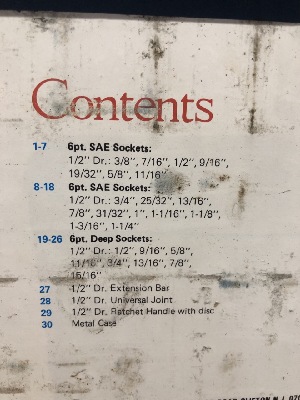 Contents
1-7 6pt. SAE Sockets:
1/2" Dr.: 3/8", 7/16", 1/2", 9/16",
19/32", 5/8", 11/16"
8-18 6pt. SAE Sockets:
1/2" Dr.: 3/4", 25/32", 13/16",
7/8", 31/32", 1", 1-1/16", 1-1/8",
1-3/16", 1-1/4"
19-26 6pt. Deep Sockets:
1/2" Dr.: 1/2", 9/16", 5/8",
11/16", 3/4", 13/16", 7/8",
15/16"
27 1/2" Dr. Extension Bar
28 1/2" Dr. Universal Joint
29 1/2" Dr. Ratchet Handle with disc
30 Metal Case
CLIFTON N.J. 070